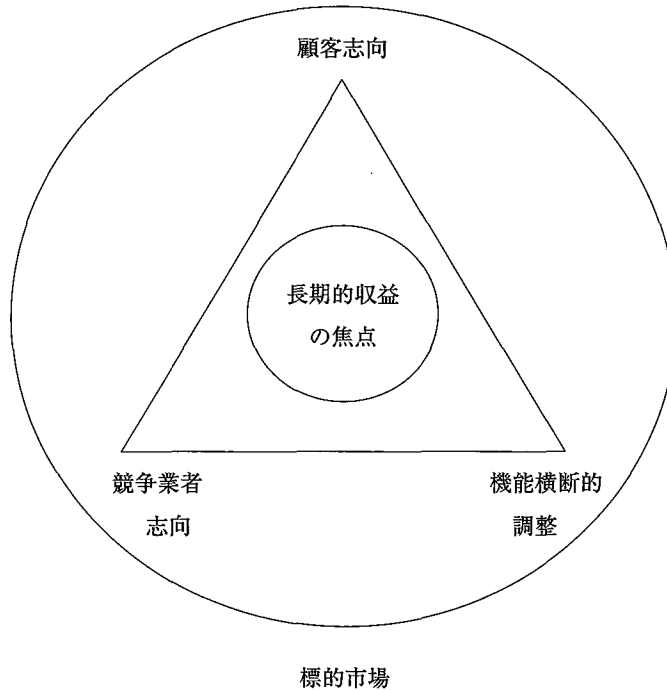 顧客志向
長期的収益
の焦点
競争業者
志向
機能横断的
調整
標的市場